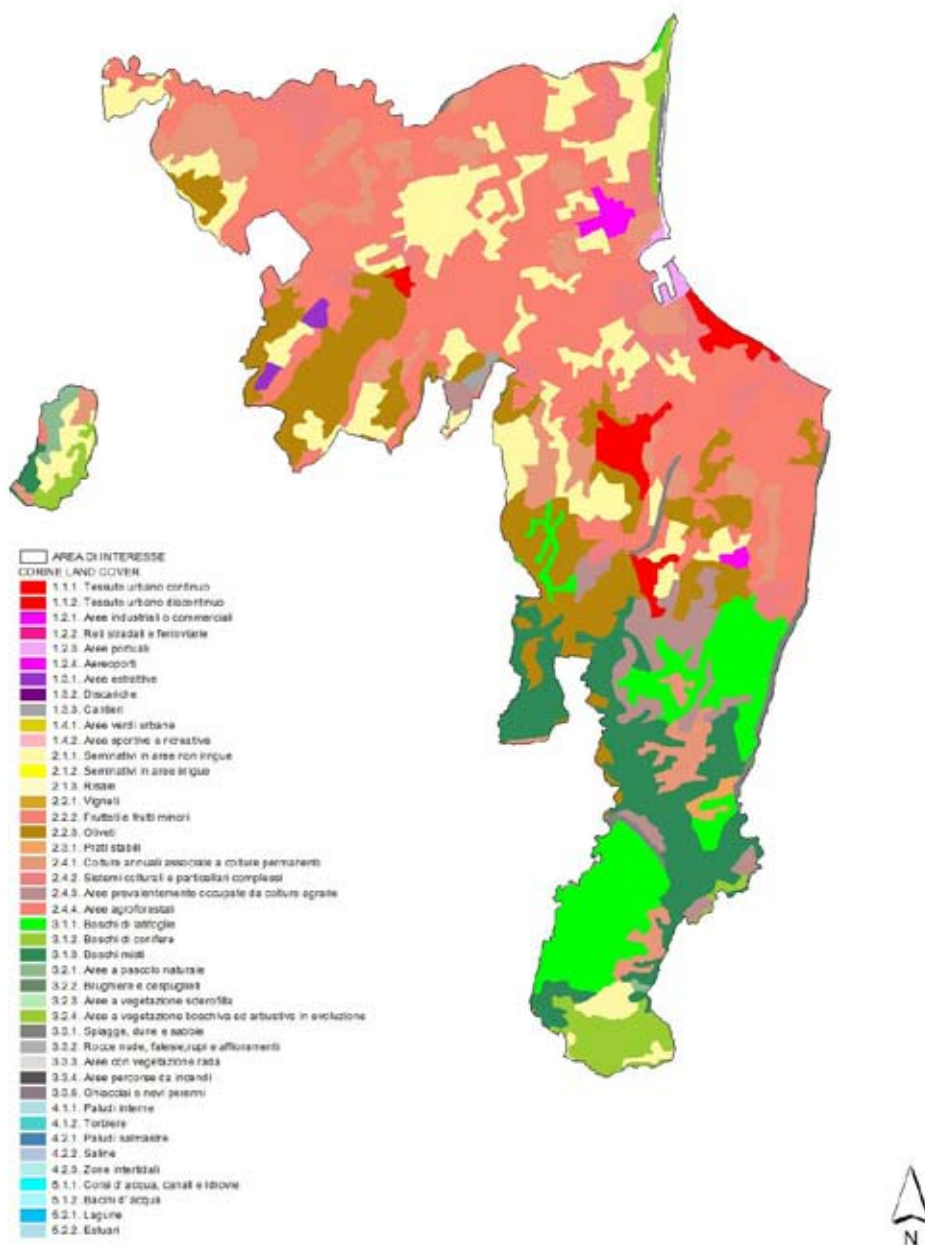 AREA DI INTERESSE
CORINE LAND COVER
1.1.1. Tessuto urbano continuo
1.1.2. Tessuto urbano discontinuo
1.2.1. Aree industriali o commerciali
1.2.2. Reti stradali e ferroviarie
1.2.3. Aree portuali
1.2.4. Aereoporti
1.3.1. Aree estrattive
1.3.2. Discariche
1.3.3. Cantieri
1.4.1. Aree verdi urbane
1.4.2. Aree sportive e ricreative
2.1.1. Seminativi in aree non irrigue
2.1.2. Seminativi in aree irrigue
2.1.3. Risaie
2.2.1. Vigneti
2.2.2. Frutteti e frutti minori
2.2.3. Oliveti
2.3.1. Prati stabili
2.4.1. Colture annuali associate a colture permanenti
2.4.2. Sistemi colturali e particellari complessi
2.4.3. Aree prevalentemente occupate da colture agrarie
2.4.4. Aree agroforestali
3.1.1. Boschi di latifoglie
3.1.2. Boschi di conifere
3.1.3. Boschi misti
3.2.1. Aree a pascolo naturale
3.2.2. Brughiere e cespuglieti
3.2.3. Aree a vegetazione sclerofilla
3.2.4. Aree a vegetazione boschiva ed arbustiva in evoluzione
3.3.1. Spiagge, dune e sabbie
3.3.2. Rocce nude, falesie, rupi e affioramenti
3.3.3. Aree con vegetazione rada
3.3.4. Aree percorse da incendi
3.3.5. Ghiacciai e nevi perenni
4.1.1. Paludi interne
4.1.2. Torbiere
4.2.1. Paludi salmastre
4.2.2. Saline
4.2.3. Zone intertidali
5.1.1. Corsi d'acqua, canali e idrovie
5.1.2. Bacini d'acqua
5.2.1. Lagune
5.2.2. Estuari
N